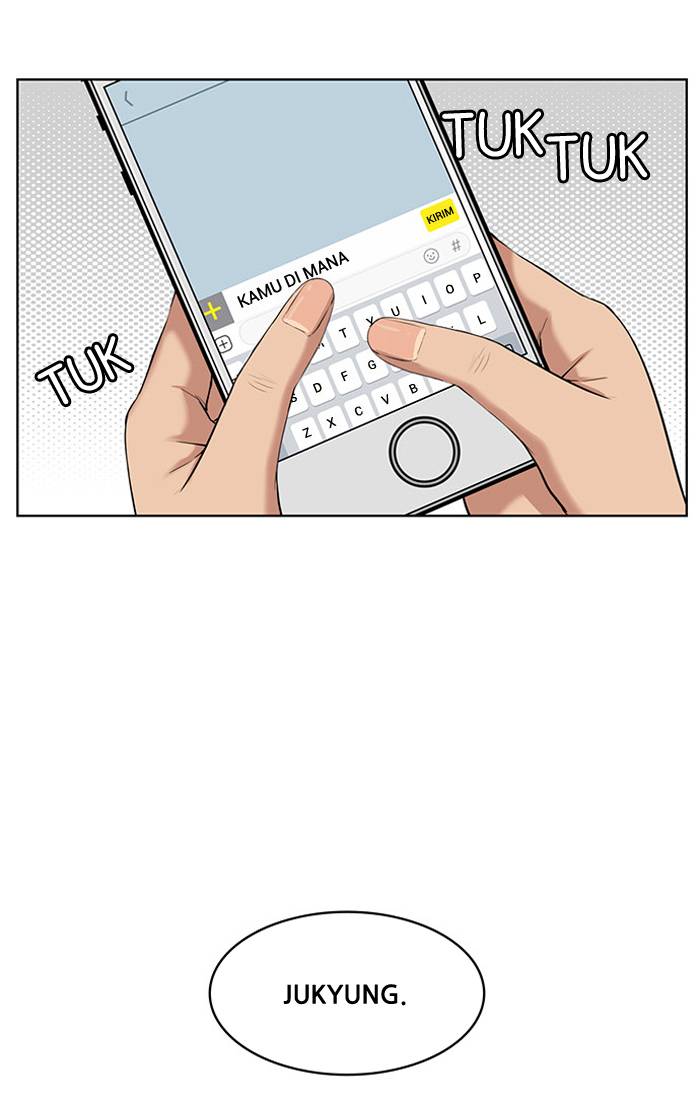 TUK TUK
KIRIM
KAMU DI MANA
#
T Y U I O P
TUK
S D F G L
Z X C V B
JUKYUNG.